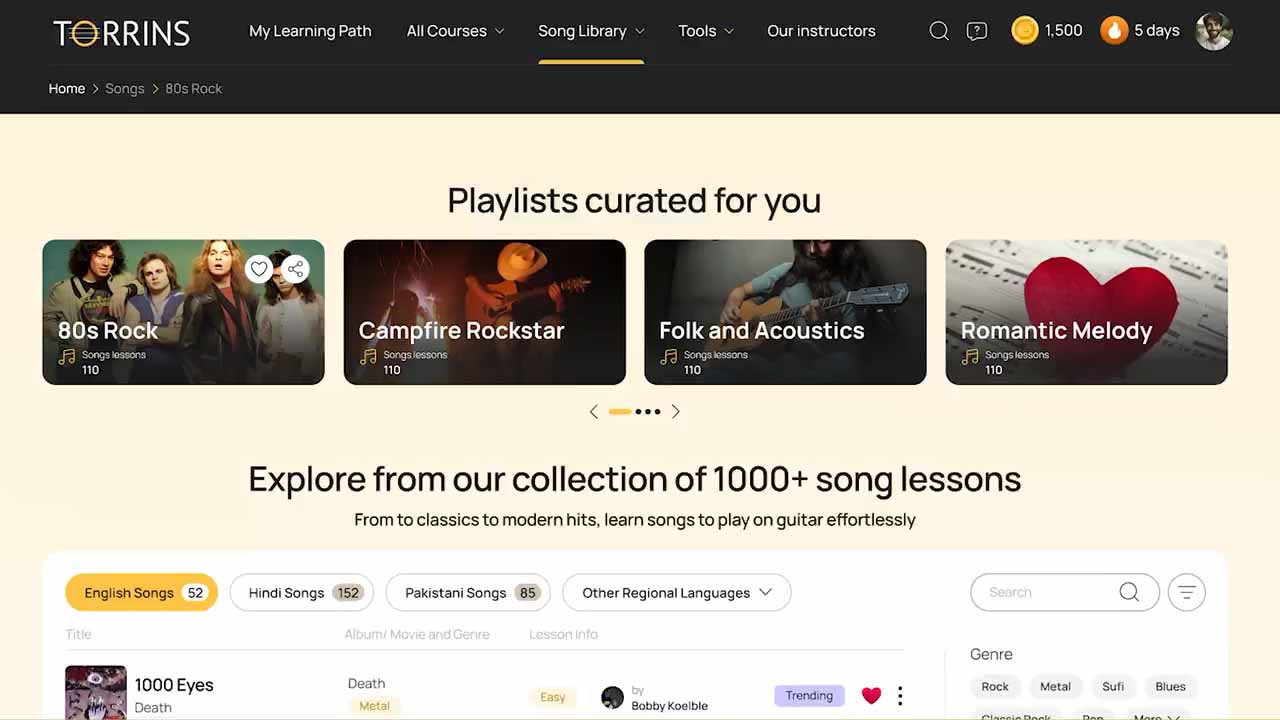 TORRINS
My Learning Path
All Courses
Song Library
Tools
Our instructors
1,500
5 days
Home > Songs > 80s Rock
Playlists curated for you
80s Rock
Songs lessons
110
Campfire Rockstar
Songs lessons
110
Folk and Acoustics
Songs lessons
110
Romantic Melody
Songs lessons
110
Explore from our collection of 1000+ song lessons
From to classics to modern hits, learn songs to play on guitar effortlessly
English Songs 52
Hindi Songs 152
Pakistani Songs 85
Other Regional Languages
Search
Title
Album/ Movie and Genre
Lesson Info
1000 Eyes
Death
Death
Metal
Easy
by
Bobby Koelble
Trending
Genre
Rock
Metal
Sufi
Blues
Classic Rock
Pop
More